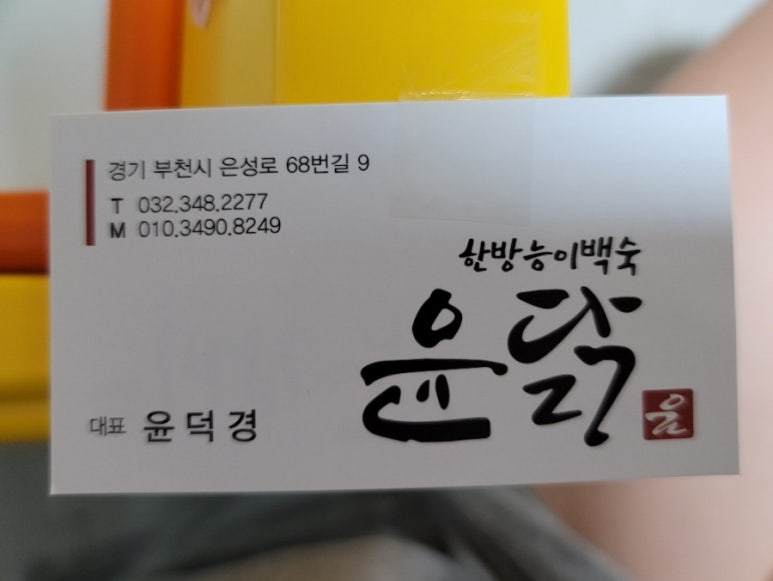 경기 부천시 은성로 68번길 9
T 032.348.2277
M 010.3490.8249
한방능이백숙
윤닭
윤
대표 윤덕경